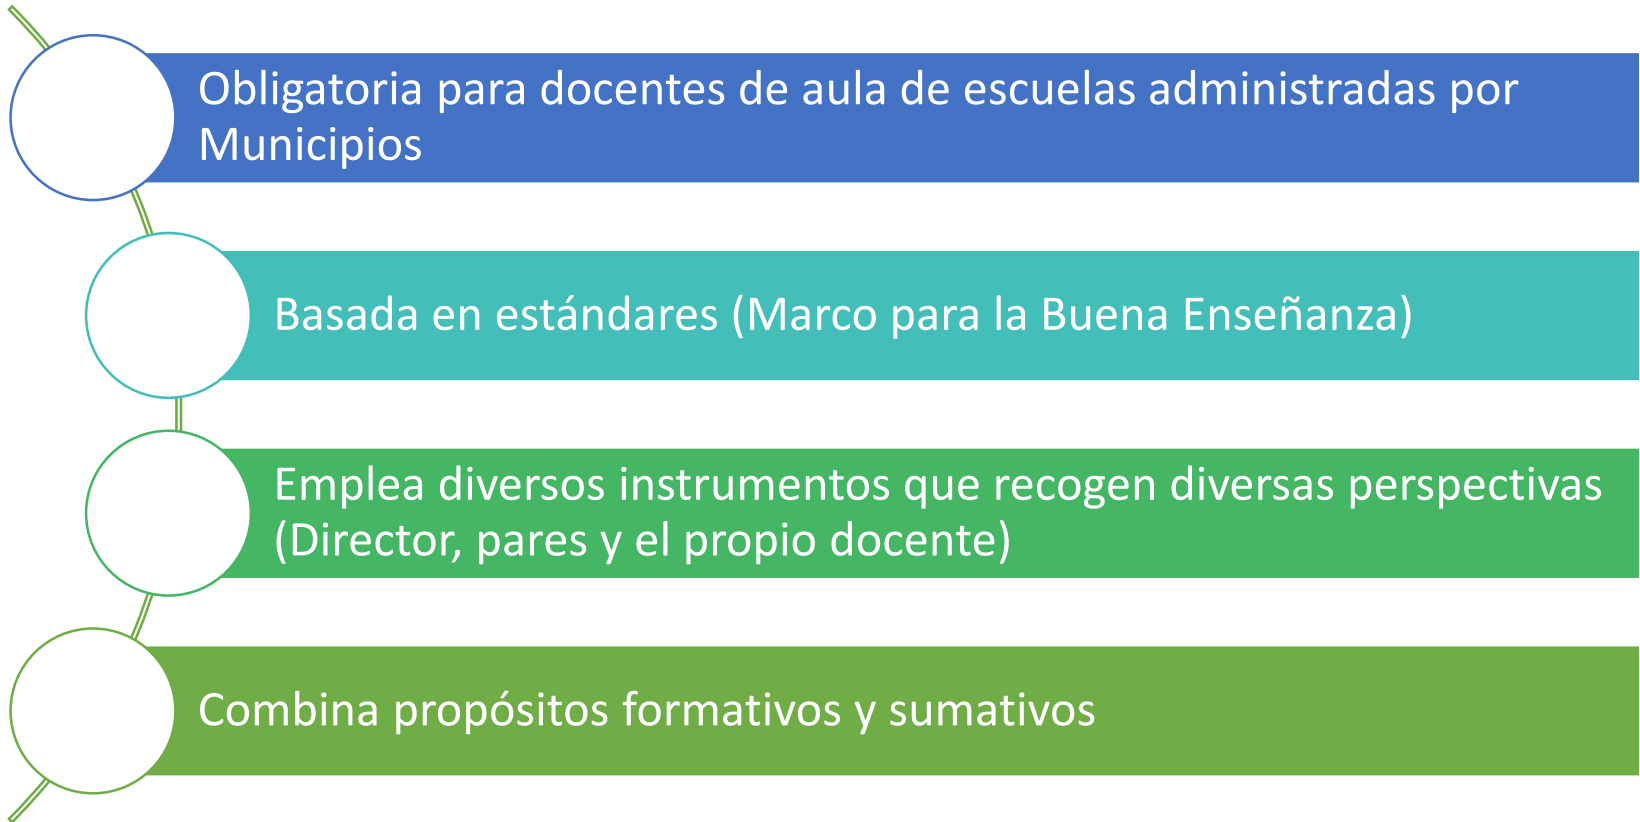 Obligatoria para docentes de aula de escuelas administradas por
Municipios
Basada en estándares (Marco para la Buena Enseñanza)
Emplea diversos instrumentos que recogen diversas perspectivas
(Director, pares y el propio docente)
Combina propósitos formativos y sumativos